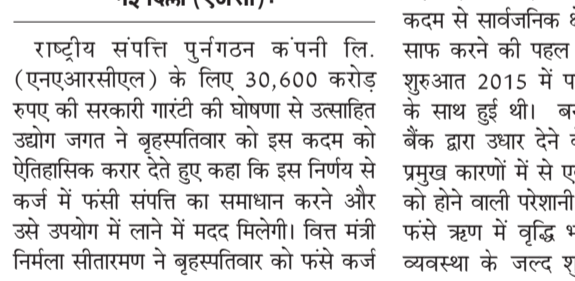 राष्ट्रीय संपत्ति पुर्नगठन कंपनी लि.
(एनएआरसीएल) के लिए 30,600 करोड़
रुपए की सरकारी गारंटी की घोषणा से उत्साहित
उद्योग जगत ने बृहस्पतिवार को इस कदम को
ऐतिहासिक करार देते हुए कहा कि इस निर्णय से
कर्ज में फंसी संपत्ति का समाधान करने और
उसे उपयोग में लाने में मदद मिलेगी। वित्त मंत्री
निर्मला सीतारमण ने बृहस्पतिवार को फंसे कर्ज
कदम से सार्वजनिक
साफ करने की पहल
शुरुआत 2015 में
के साथ हुई थी।
बैंक द्वारा उधार देने
प्रमुख कारणों में से
को होने वाली परेशानी
फंसे ऋण में वृद्धि
व्यवस्था के जल्द